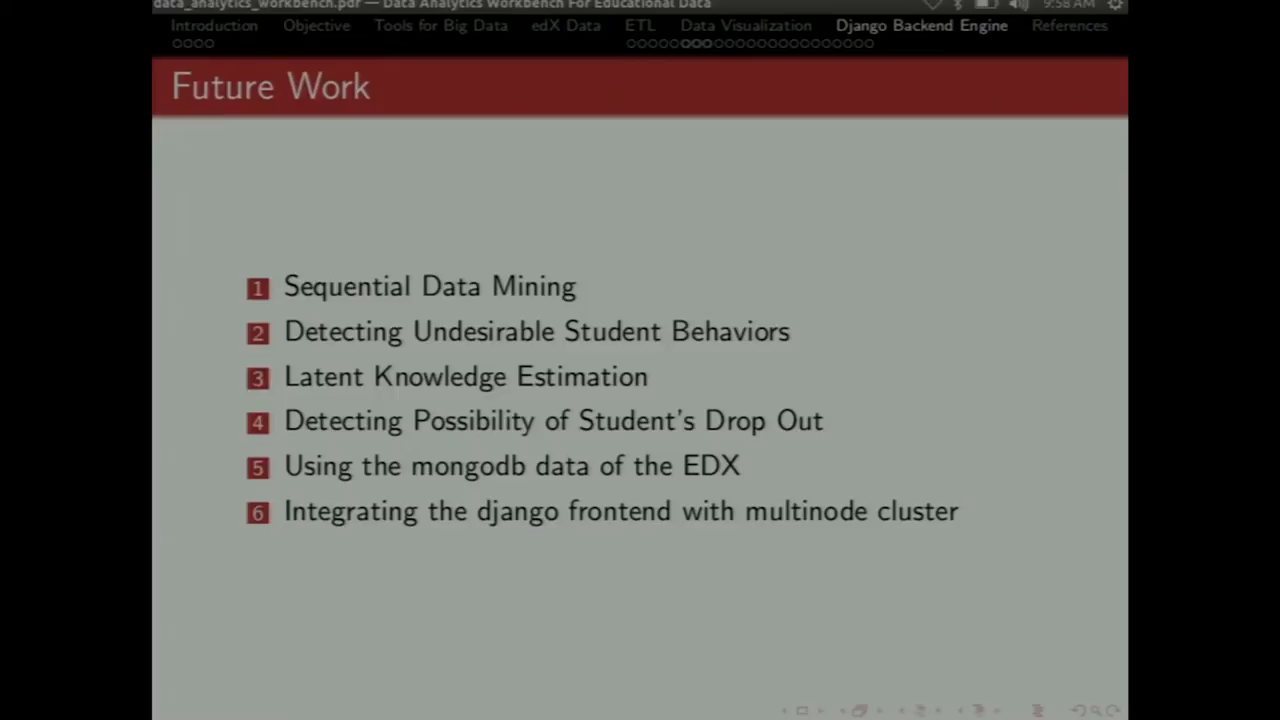 data_analytics_workbench.pdf — Data Analytics Workbench For Educational Data 9:58 AM
Introduction Objective Tools for Big Data edX Data ETL Data Visualization Django Backend Engine References
Future Work
1 Sequential Data Mining
2 Detecting Undesirable Student Behaviors
3 Latent Knowledge Estimation
4 Detecting Possibility of Student's Drop Out
5 Using the mongodb data of the EDX
6 Integrating the django frontend with multinode cluster